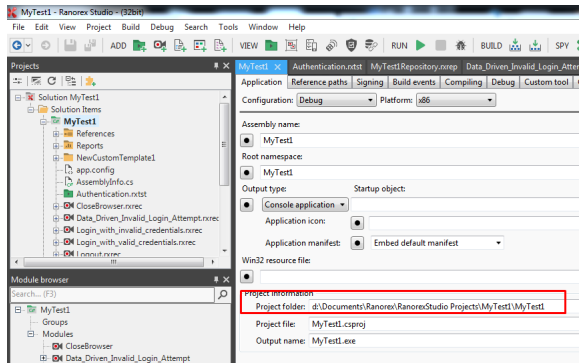 MyTest1 - Ranorex Studio - (32bit)
File Edit View Project Build Debug Search Tools Window Help
ADD VIEW RUN BUILD SPY
Projects
MyTest1 Authentication.rxtst MyTest1Repository.rxrep Data_Driven_Invalid_Login_Atter
Application Reference paths Signing Build events Compiling Debug Custom tool
Configuration: Debug Platform: x86
Solution MyTest1
Solution Items
MyTest1
References
Reports
NewCustomTemplate1
app.config
AssemblyInfo.cs
Authentication.rxtst
CloseBrowser.rxrec
Data_Driven_Invalid_Login_Attempt.rxrec
Login_with_invalid_credentials.rxrec
Login_with_valid_credentials.rxrec
Logout.rxrec
Assembly name:
MyTest1
Root namespace:
MyTest1
Output type: Startup object:
Console application
Application icon:
Application manifest: Embed default manifest
Win32 resource file:
Module browser
Search... (F3)
MyTest1
Groups
Modules
CloseBrowser
Data_Driven_Invalid_Login_Attempt
Project information
Project folder: d:\Documents\Ranorex\RanorexStudio Projects\MyTest1\MyTest1
Project file: MyTest1.csproj
Output name: MyTest1.exe